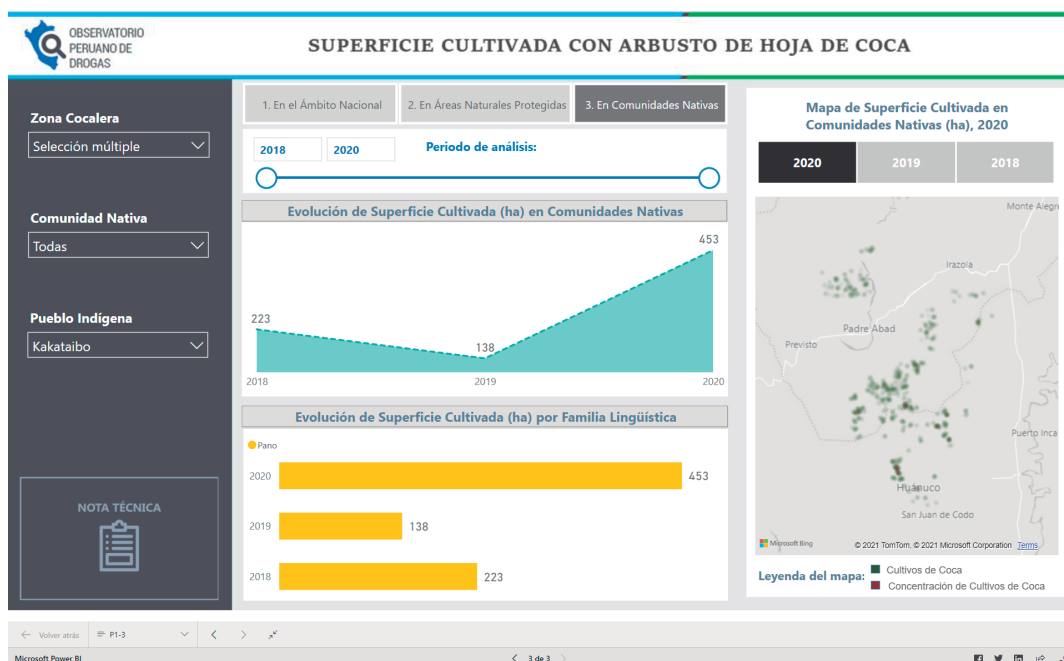 OBSERVATORIO
PERUANO DE
DROGAS
SUPERFICIE CULTIVADA CON ARBUSTO DE HOJA DE COCA
Zona Cocalera
Selección múltiple
Comunidad Nativa
Todas
Pueblo Indígena
Kakataibo
NOTA TÉCNICA
1. En el Ámbito Nacional
2. En Áreas Naturales Protegidas
3. En Comunidades Nativas
2018
2020
Periodo de análisis:
Evolución de Superficie Cultivada (ha) en Comunidades Nativas
453
223
138
2018
2019
2020
Evolución de Superficie Cultivada (ha) por Familia Lingüística
Pano
2020
453
2019
138
2018
223
Mapa de Superficie Cultivada en
Comunidades Nativas (ha), 2020
2020
2019
2018
Monte Alegr
Irazola
Padre Abad
Previsto
Puerto Inca
Huánuco
San Juan de Codo
Microsoft Bing
© 2021 TomTom, © 2021 Microsoft Corporation Terms
Leyenda del mapa:
Cultivos de Coca
Concentración de Cultivos de Coca
Volver atrás
P1-3
Microsoft Power BI
3 de 3